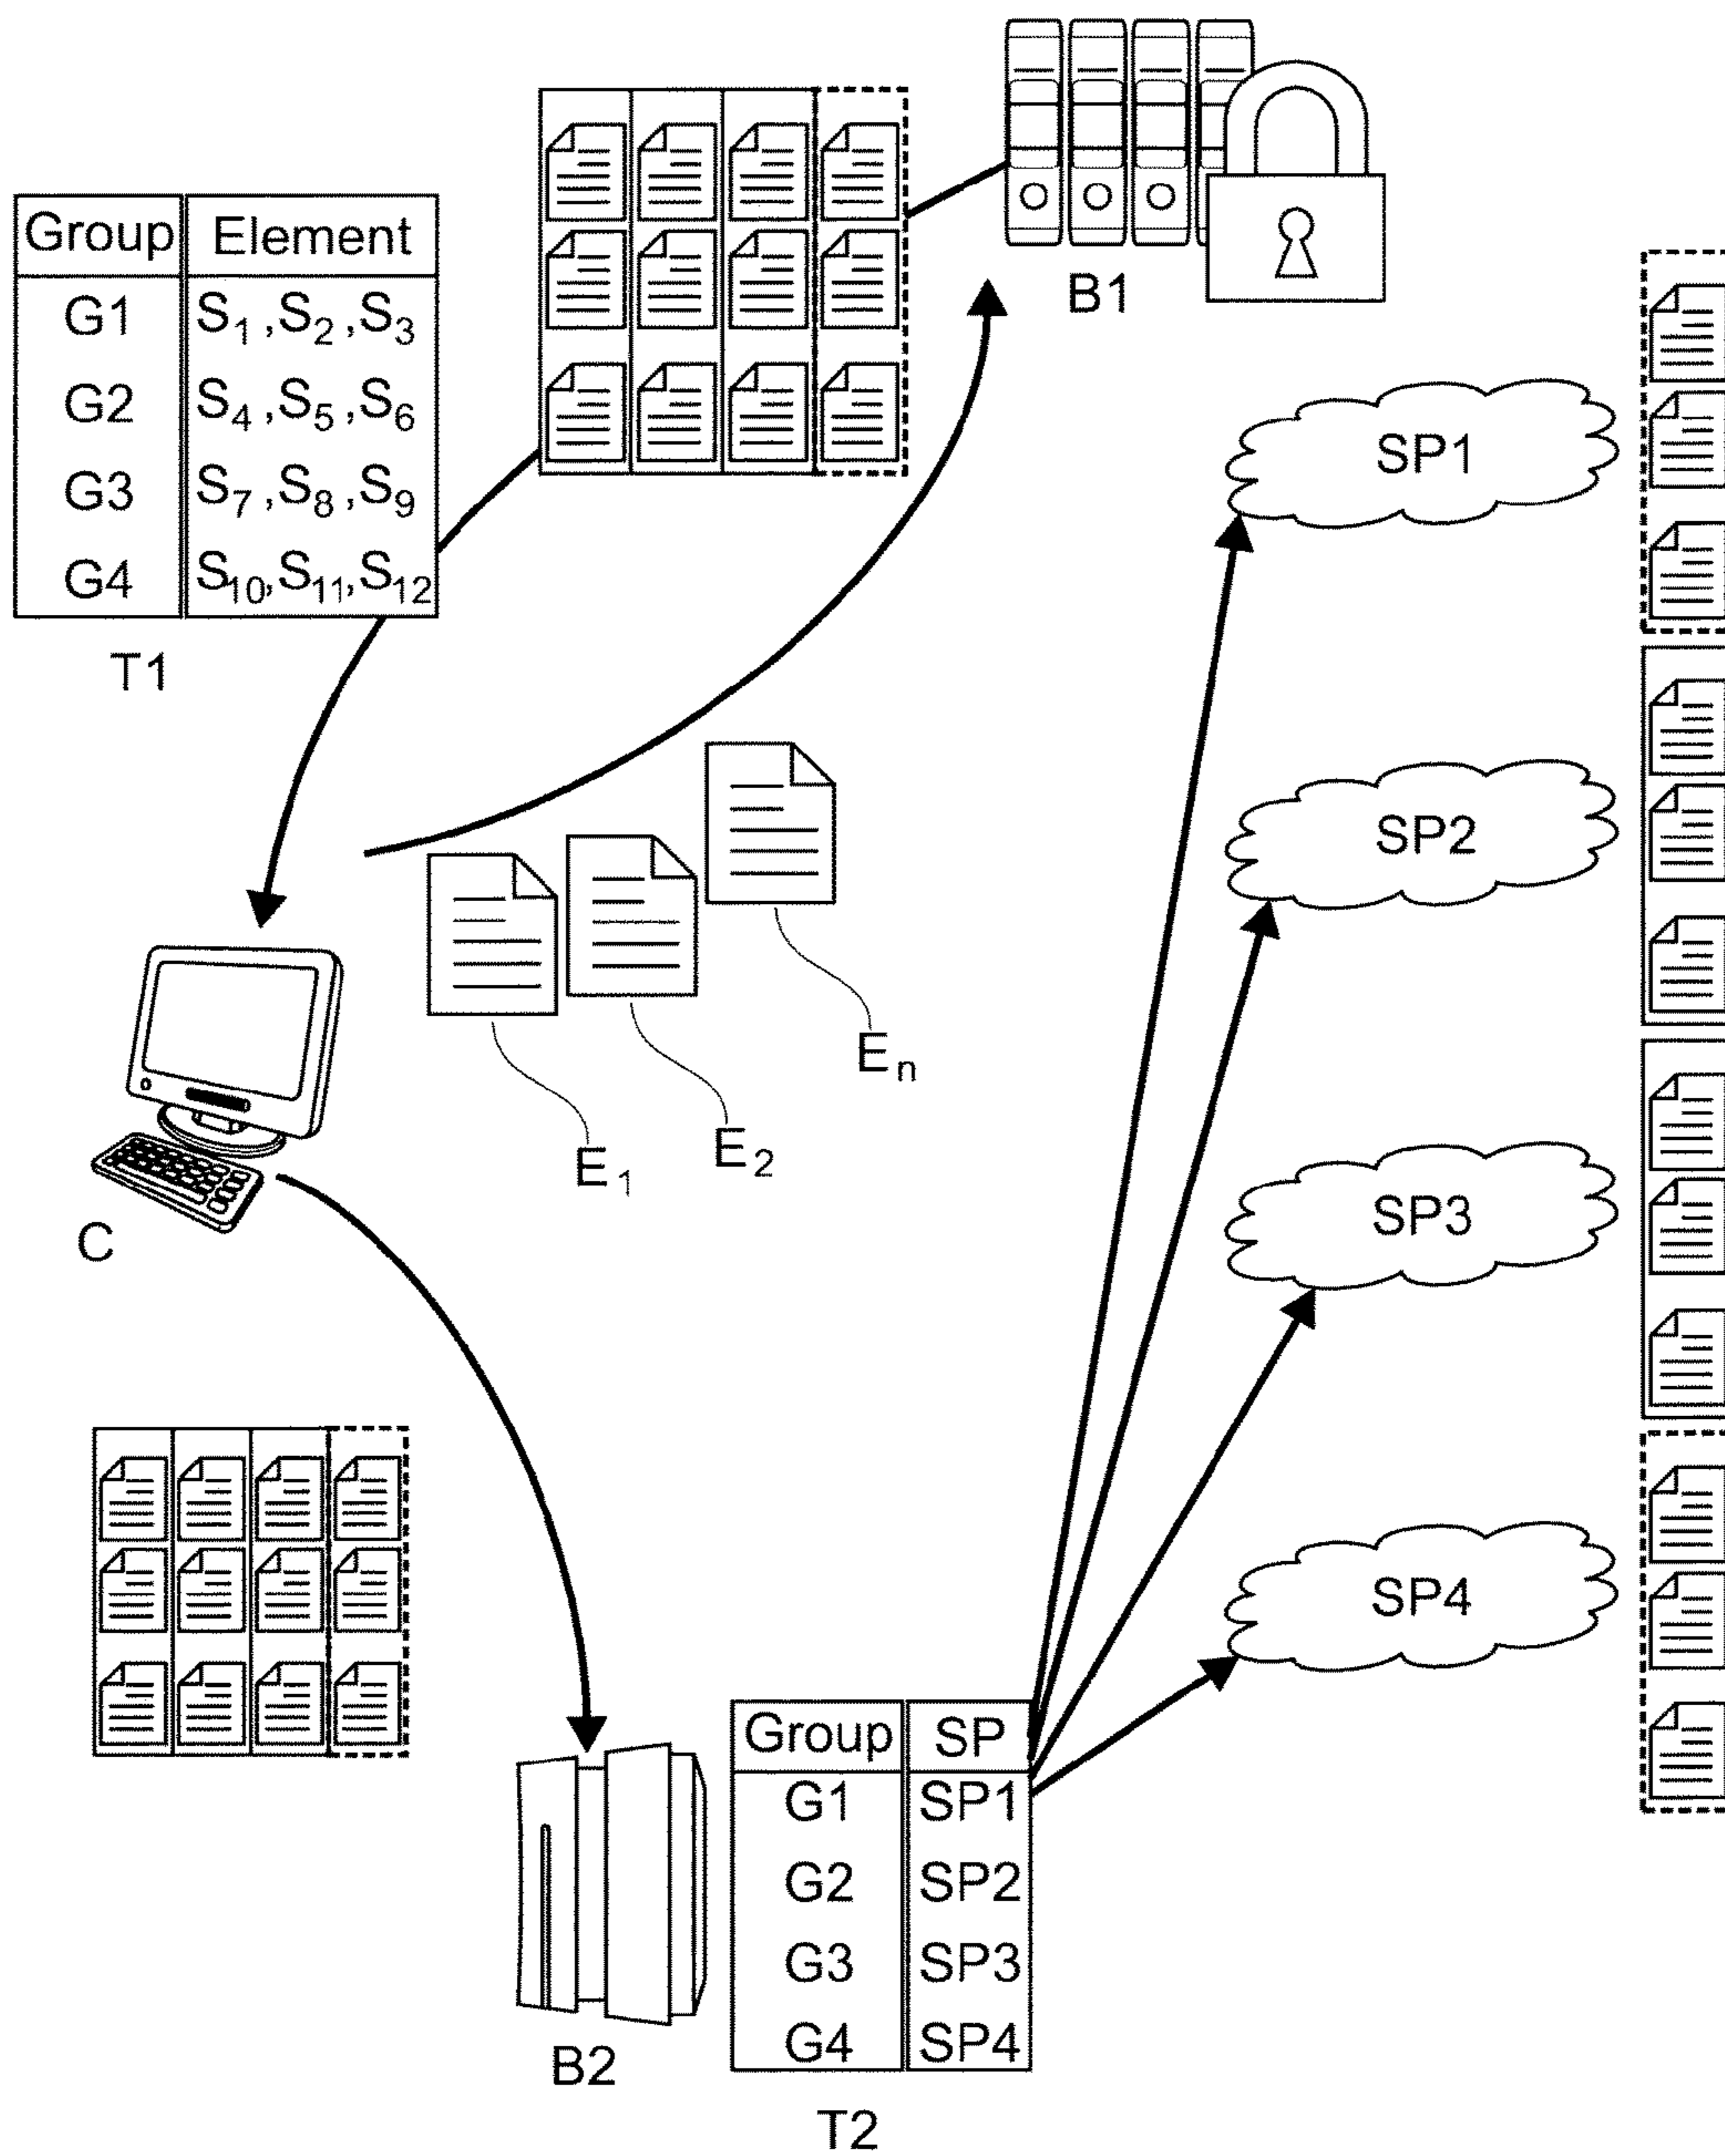 B1
Group Element
G1 S1,S2,S3
G2 S4,S5,S6
G3 S7,S8,S9
G4 S10,S11,S12
T1
SP1
SP2
En
E2
E1
C
SP3
SP4
Group SP
G1 SP1
G2 SP2
G3 SP3
G4 SP4
B2
T2